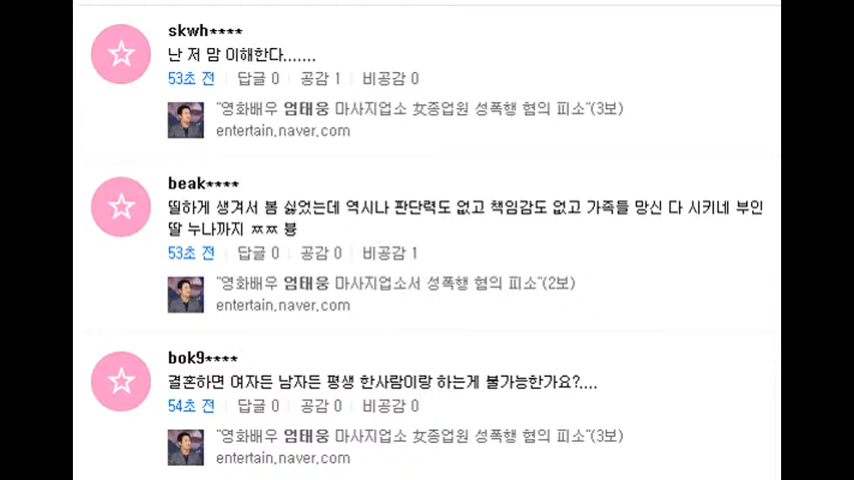 skwh****
난 저 맘 이해한다.......
53초 전 답글 0 공감 1 비공감 0
"영화배우 엄태웅 마사지업소 女종업원 성폭행 혐의 피소"(3보)
entertain.naver.com
beak****
띨하게 생겨서 봄 싫었는데 역시나 판단력도 없고 책임감도 없고 가족들 망신 다 시키네 부인
딸 누나까지 ㅉㅉ 븅
53초 전 답글 0 공감 0 비공감 1
"영화배우 엄태웅 마사지업소서 성폭행 혐의 피소"(2보)
entertain.naver.com
bok9****
결혼하면 여자든 남자든 평생 한사람이랑 하는게 불가능한가요?....
54초 전 답글 0 공감 0 비공감 0
"영화배우 엄태웅 마사지업소 女종업원 성폭행 혐의 피소"(3보)
entertain.naver.com